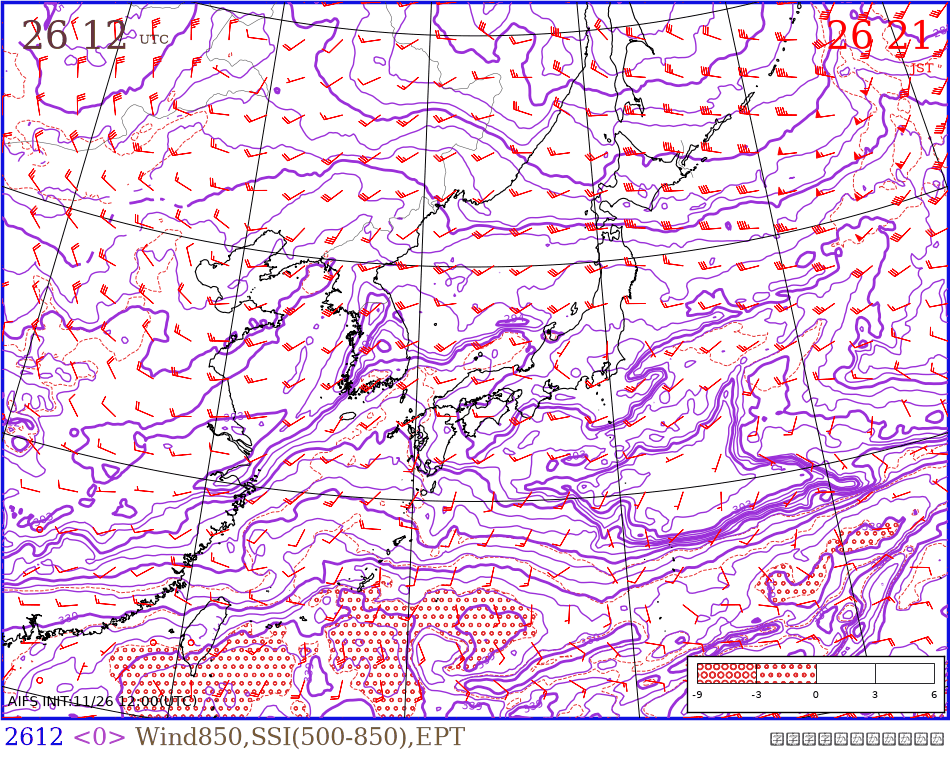 26 12 UTC
26 21
JST
AIFS INIT:11/26 12:00(UTC)
-9 -3 0 3 6
2612 <0> Wind850,SSI(500-850),EPT